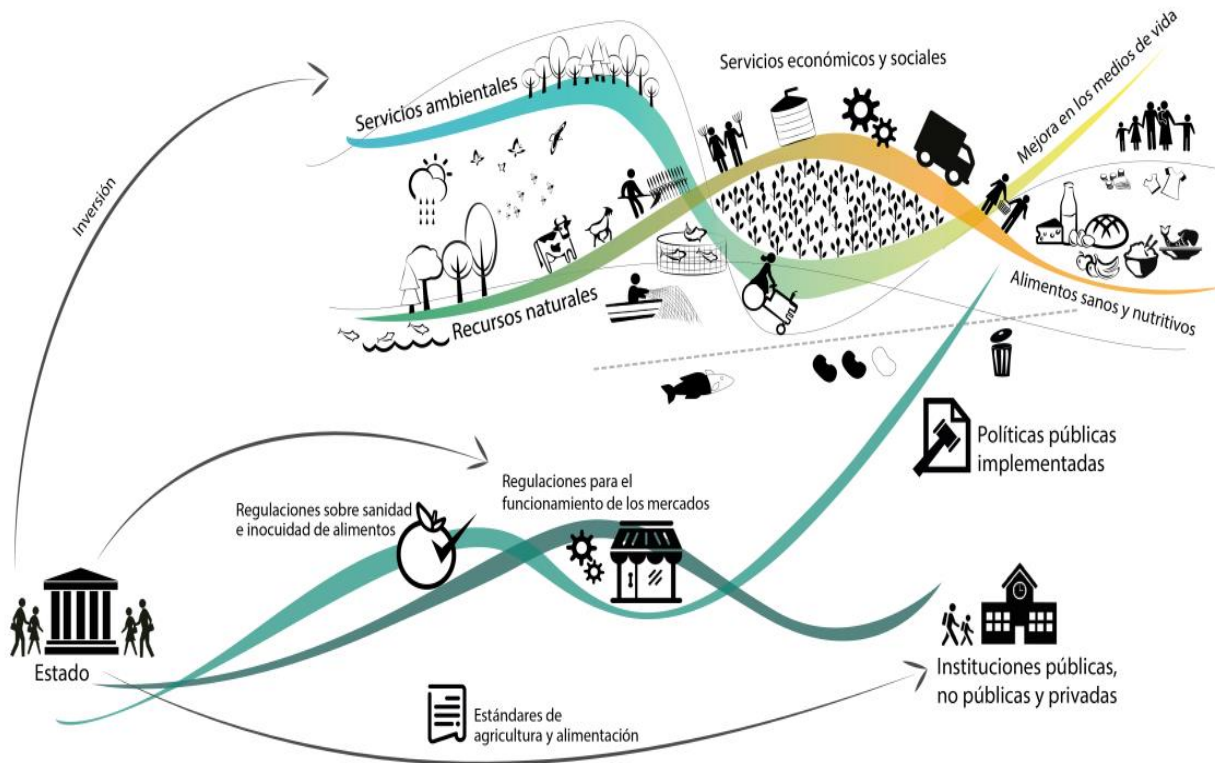 Servicios ambientales
Servicios económicos y sociales
Mejora en los medios de vida
Inversión
Recursos naturales
Alimentos sanos y nutritivos
Políticas públicas
implementadas
Regulaciones para el
funcionamiento de los mercados
Regulaciones sobre sanidad
e inocuidad de alimentos
Estado
Instituciones públicas,
no públicas y privadas
Estándares de
agricultura y alimentación